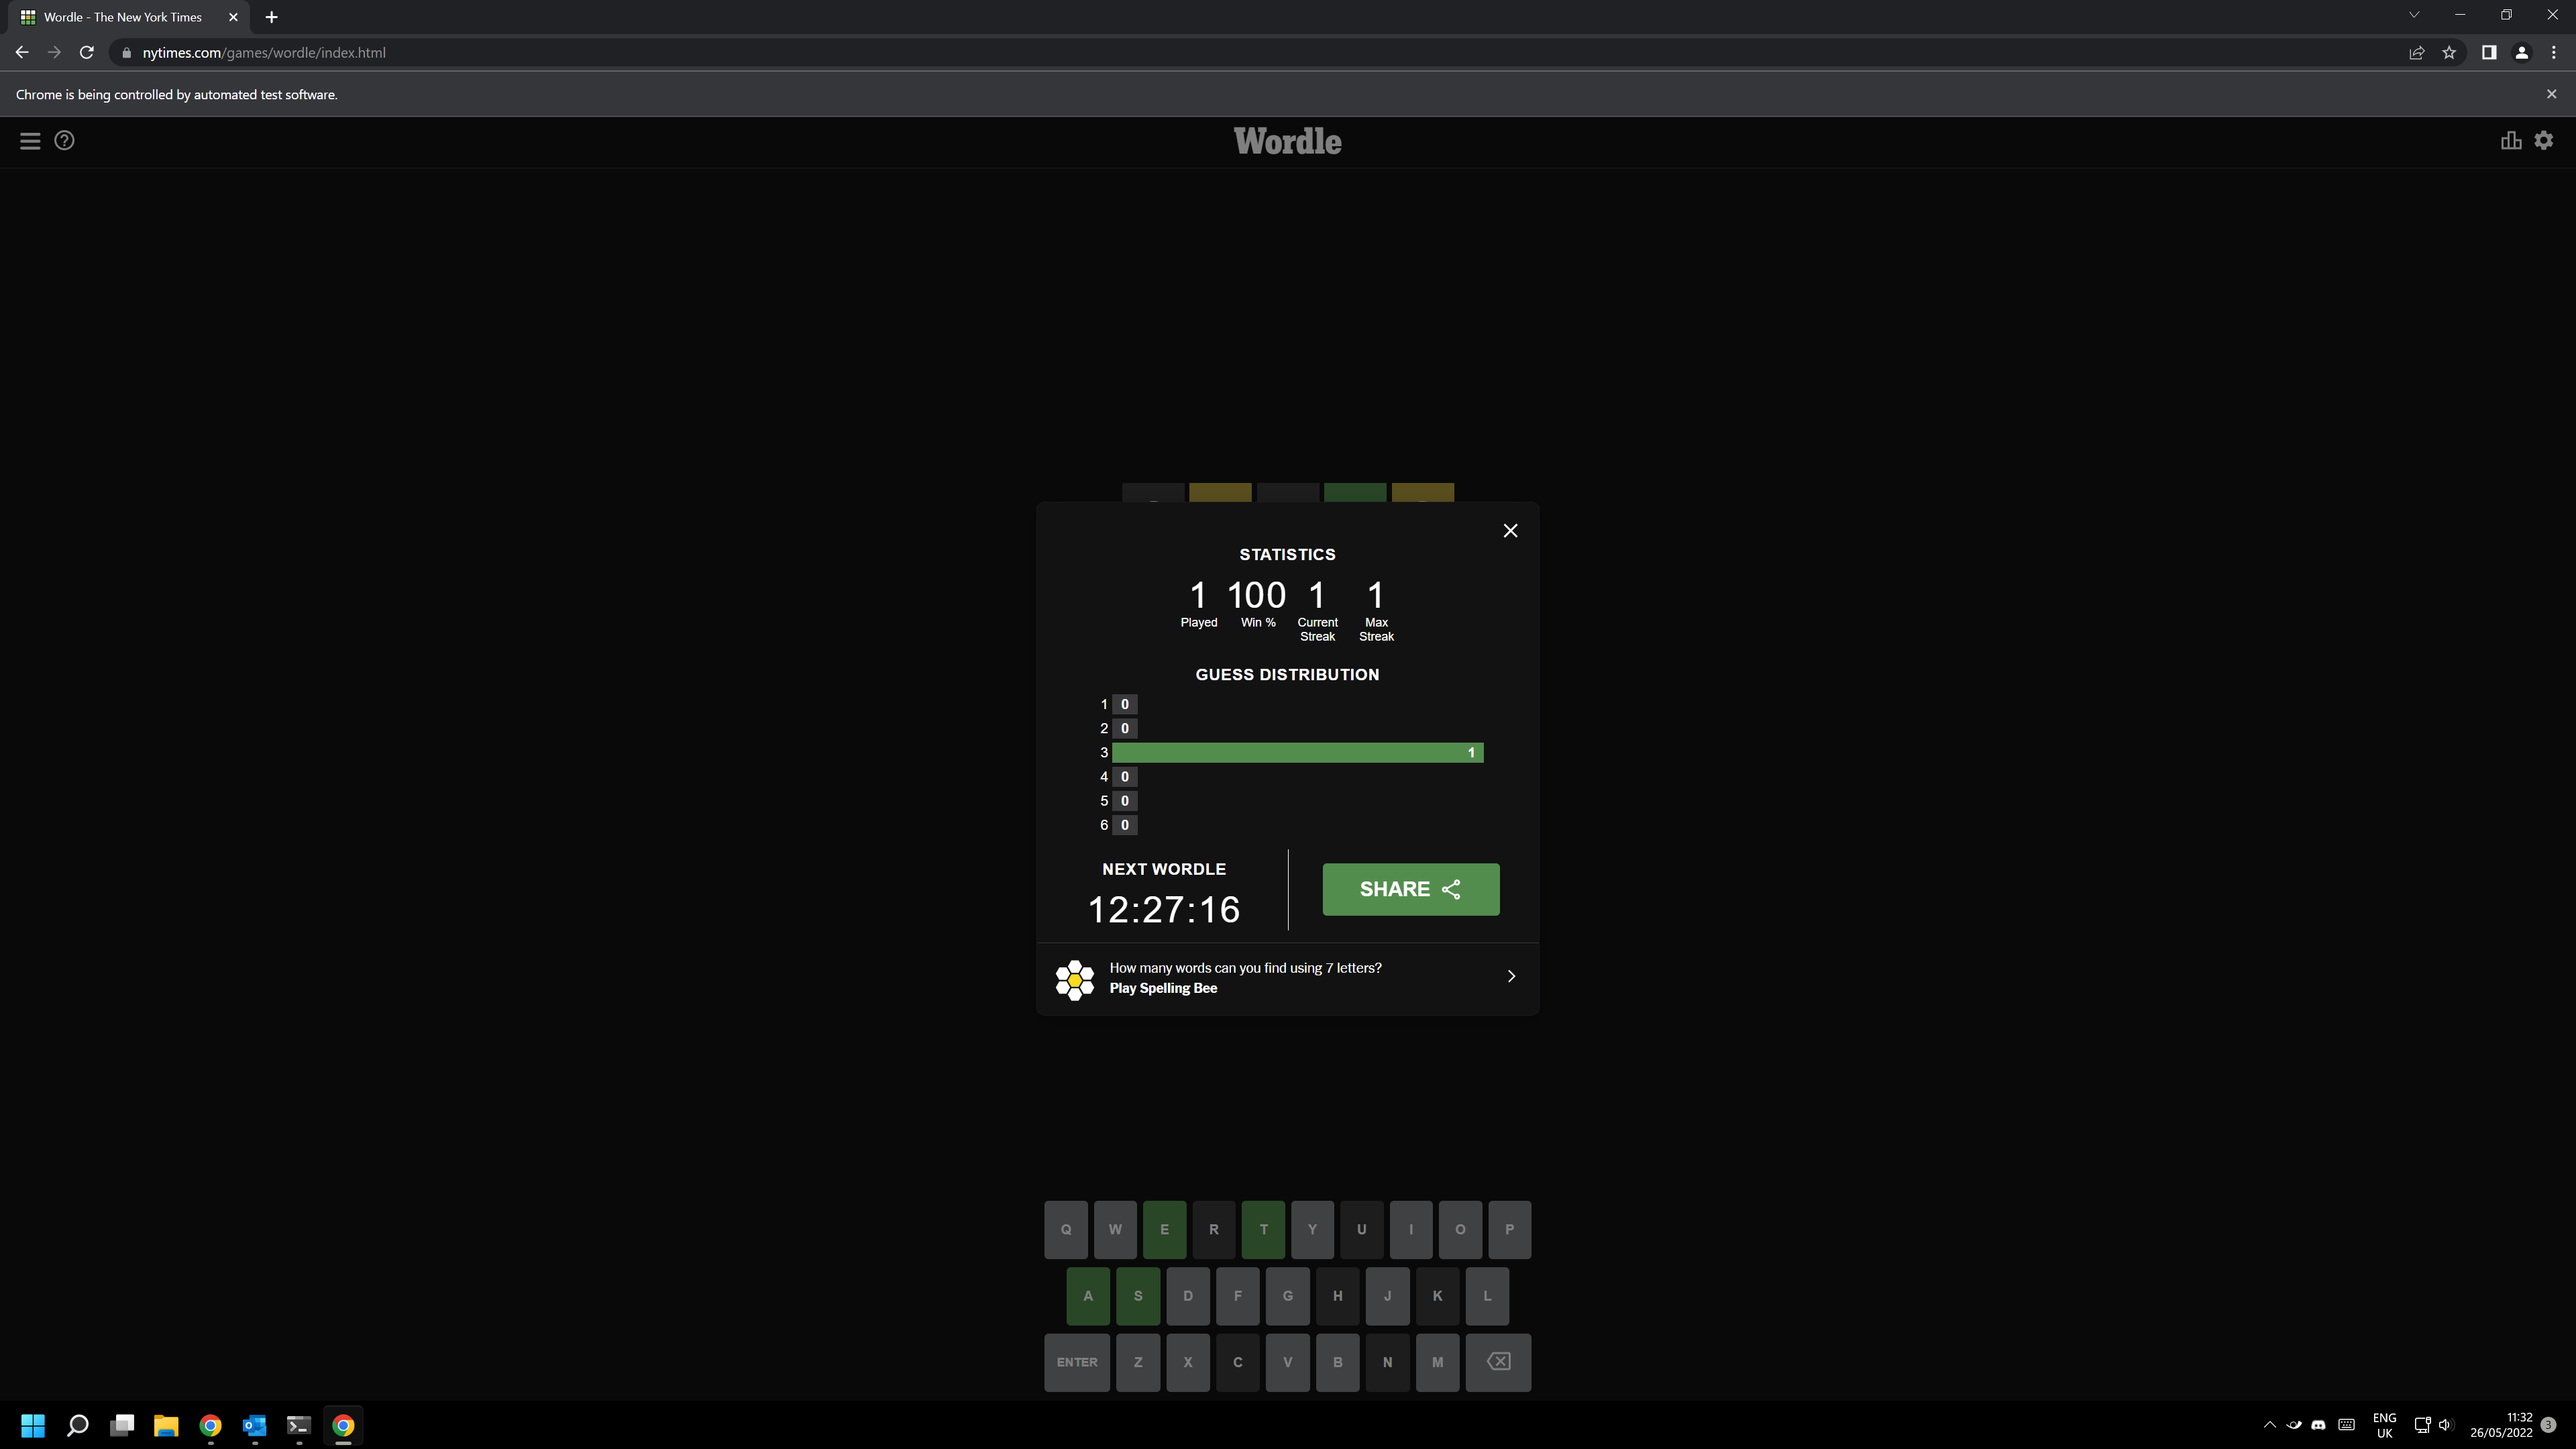 Wordle - The New York Times
nytimes.com/games/wordle/index.html
Chrome is being controlled by automated test software.
Wordle
STATISTICS
1 100 1 1
Played Win % Current Streak Max Streak
GUESS DISTRIBUTION
1 0
2 0
3 1
4 0
5 0
6 0
NEXT WORDLE
12:27:16
SHARE
How many words can you find using 7 letters?
Play Spelling Bee
Q W E R T Y U I O P
A S D F G H J K L
ENTER Z X C V B N M
ENG
UK
11:32
26/05/2022
3